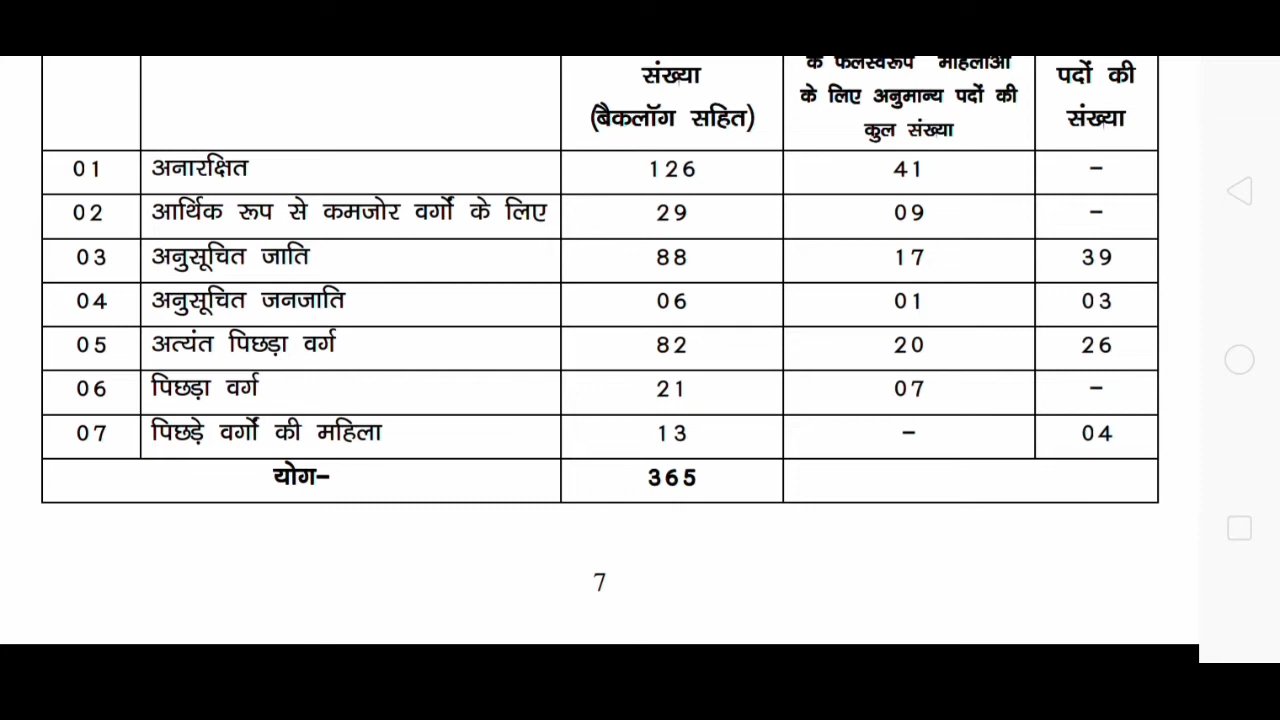 संख्या
(बैकलॉग सहित)
के फलस्वरूप महिलाओं
के लिए अनुमान्य पदों की
कुल संख्या
पदों की
संख्या
01 अनारक्षित 126 41 –
02 आर्थिक रूप से कमजोर वर्गों के लिए 29 09 –
03 अनुसूचित जाति 88 17 39
04 अनुसूचित जनजाति 06 01 03
05 अत्यंत पिछड़ा वर्ग 82 20 26
06 पिछड़ा वर्ग 21 07 –
07 पिछड़े वर्गों की महिला 13 – 04
योग– 365
7